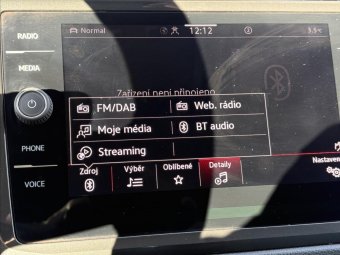 RADIO
Normal 12:12 3,5°C
MEDIA
Zařízení není připojeno.
FM/DAB Web. rádio
Moje média BT audio
PHONE
Streaming
Zdroj Výběr Oblíbené Detaily Nastaven
VOICE